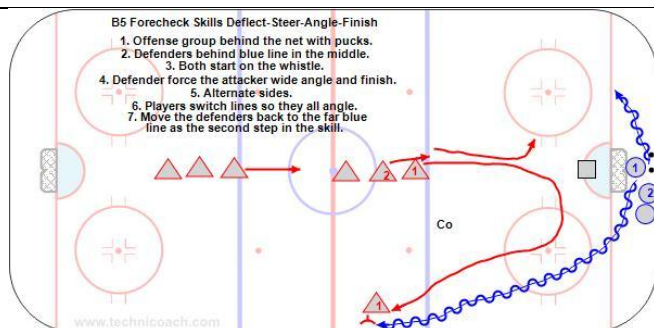 B5 Forecheck Skills Deflect-Steer-Angle-Finish
1. Offense group behind the net with pucks.
2. Defenders behind blue line in the middle.
3. Both start on the whistle.
4. Defender force the attacker wide angle and finish.
5. Alternate sides.
6. Players switch lines so they all angle.
7. Move the defenders back to the far blue
line as the second step in the skill.
2
1
1
2
Co
1
www.technicoach.com